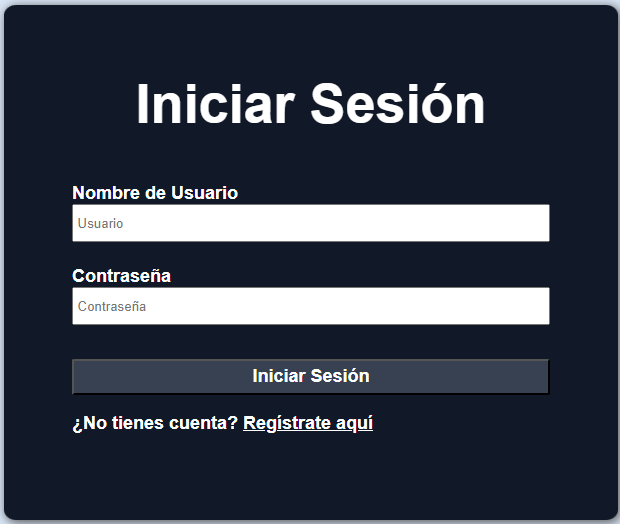 Iniciar Sesión
Nombre de Usuario
Usuario
Contraseña
Contraseña
Iniciar Sesión
¿No tienes cuenta? Regístrate aquí